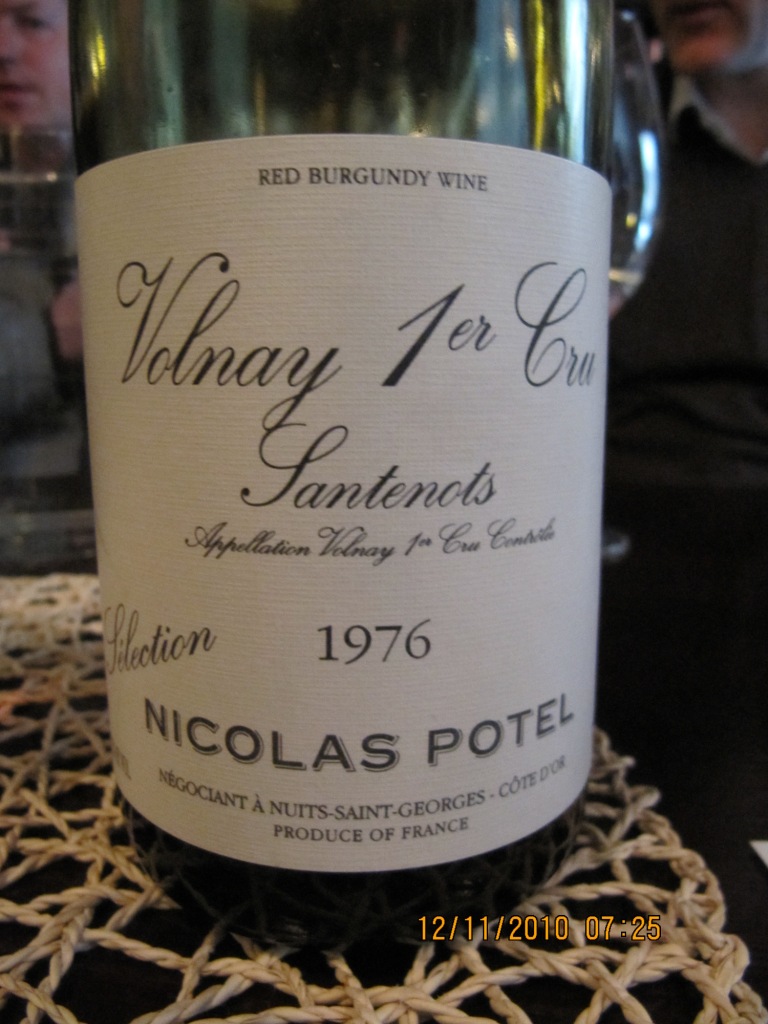 RED BURGUNDY WINE
Volnay 1er Cru
Santenots
Appellation Volnay 1er Cru Contrôlée
Sélection 1976
NICOLAS POTEL
NÉGOCIANT À NUITS-SAINT-GEORGES - CÔTE D'OR
PRODUCE OF FRANCE
12/11/2010 07:25